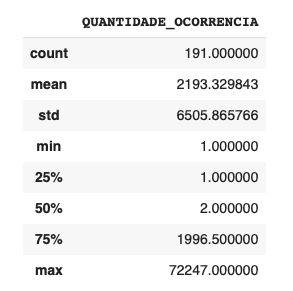 QUANTIDADE_OCORRENCIA
count 191.000000
mean 2193.329843
std 6505.865766
min 1.000000
25% 1.000000
50% 2.000000
75% 1996.500000
max 72247.000000